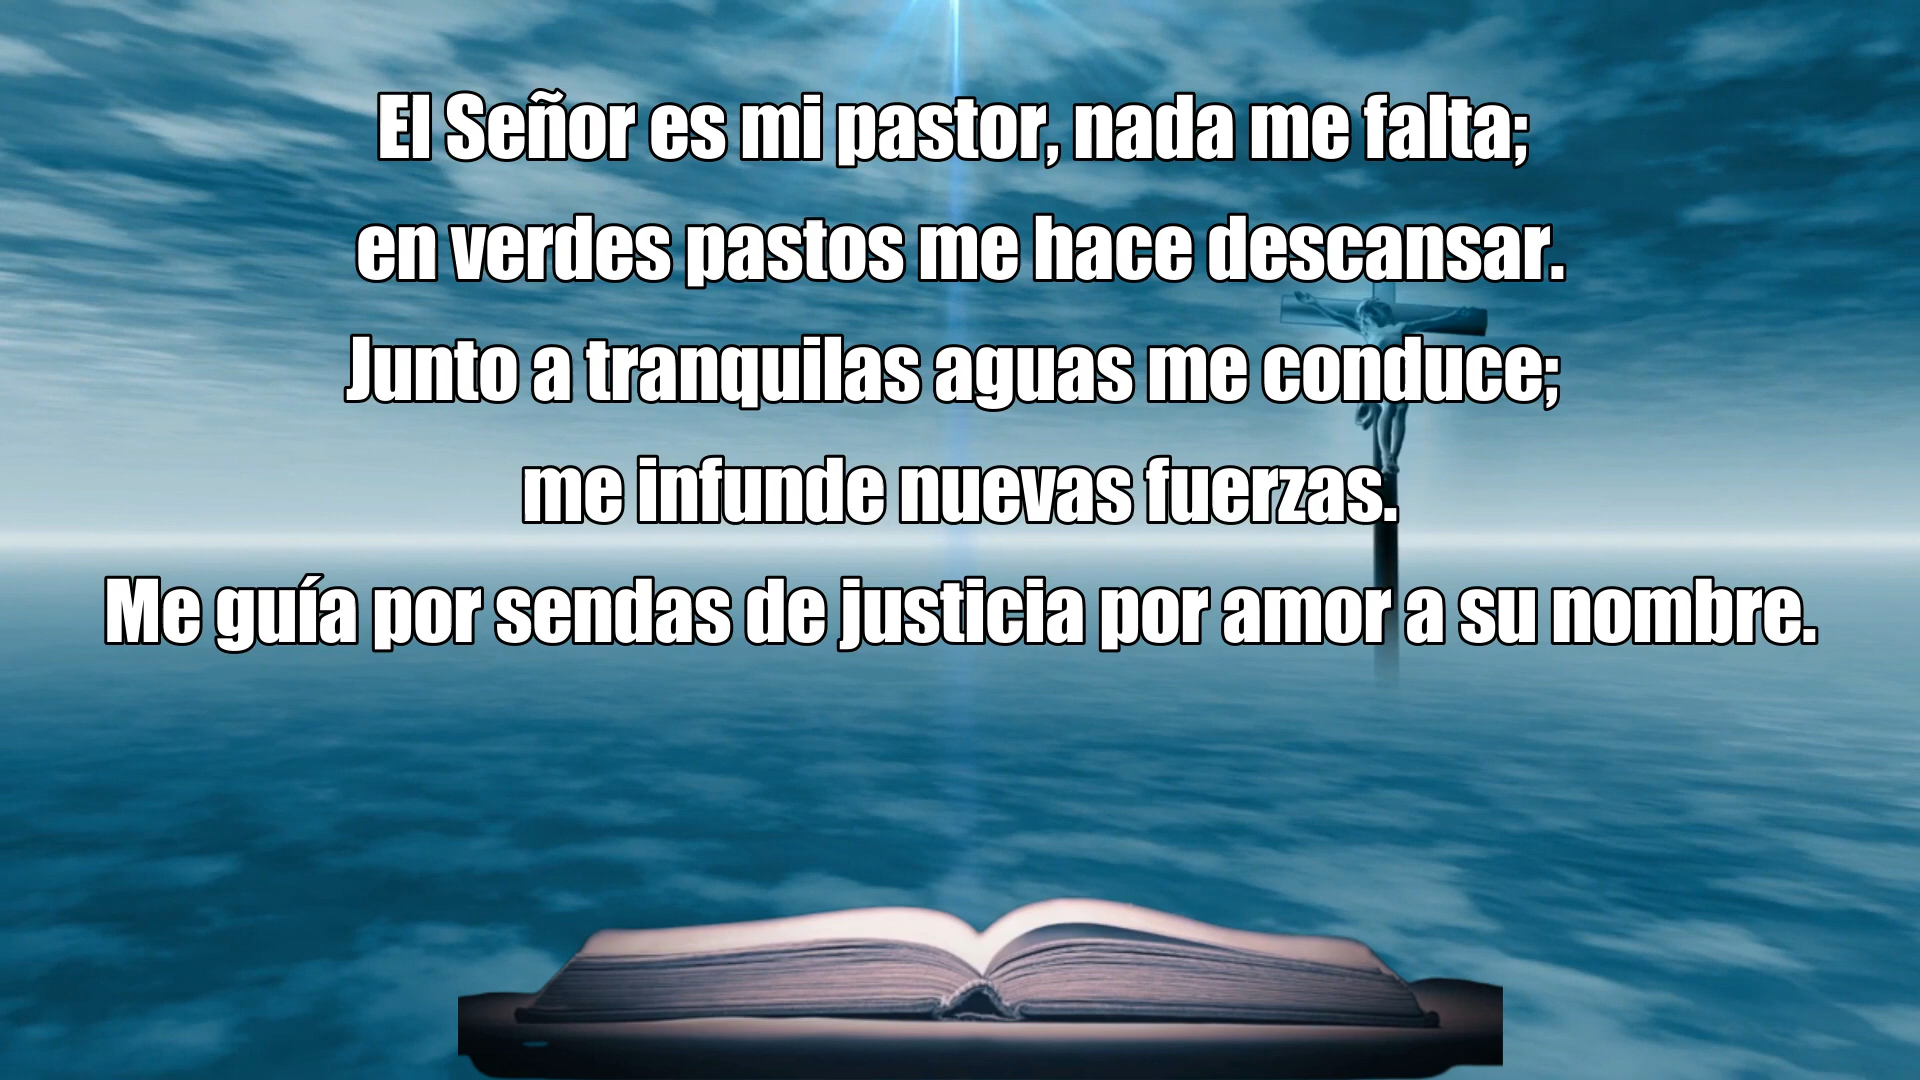 El Señor es mi pastor, nada me falta;
en verdes pastos me hace descansar.
Junto a tranquilas aguas me conduce;
me infunde nuevas fuerzas.
Me guía por sendas de justicia por amor a su nombre.